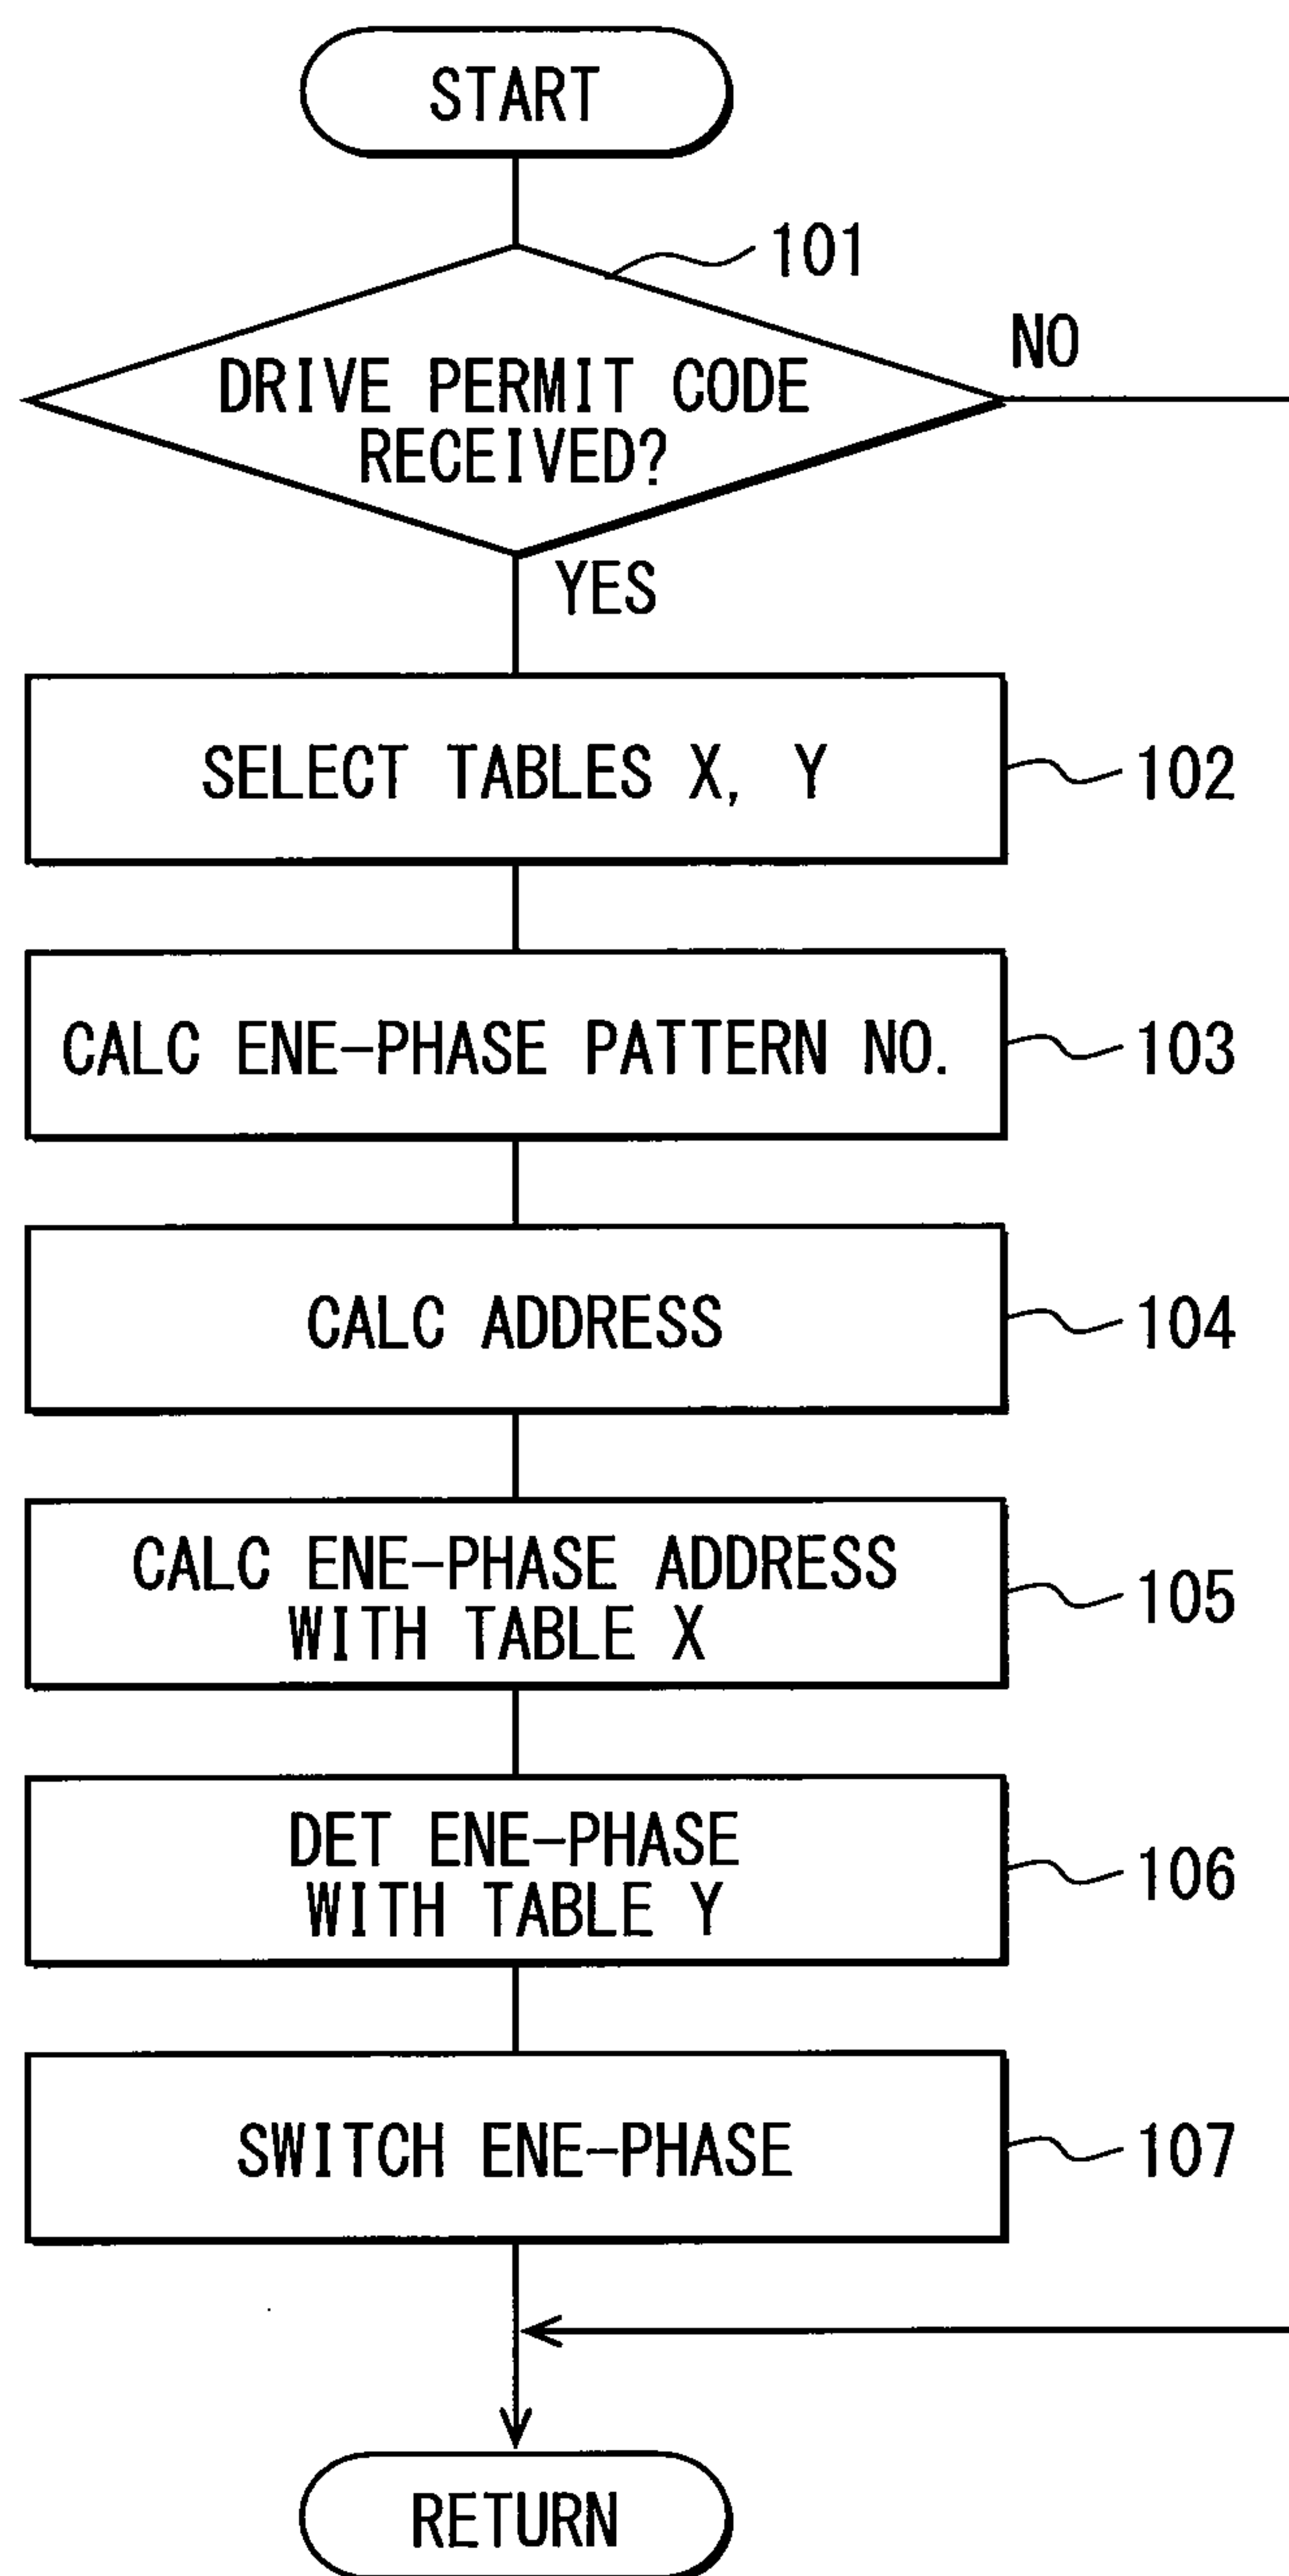 START
101
DRIVE PERMIT CODE
RECEIVED?
NO
YES
SELECT TABLES X, Y
102
CALC ENE-PHASE PATTERN NO.
103
CALC ADDRESS
104
CALC ENE-PHASE ADDRESS
WITH TABLE X
105
DET ENE-PHASE
WITH TABLE Y
106
SWITCH ENE-PHASE
107
RETURN